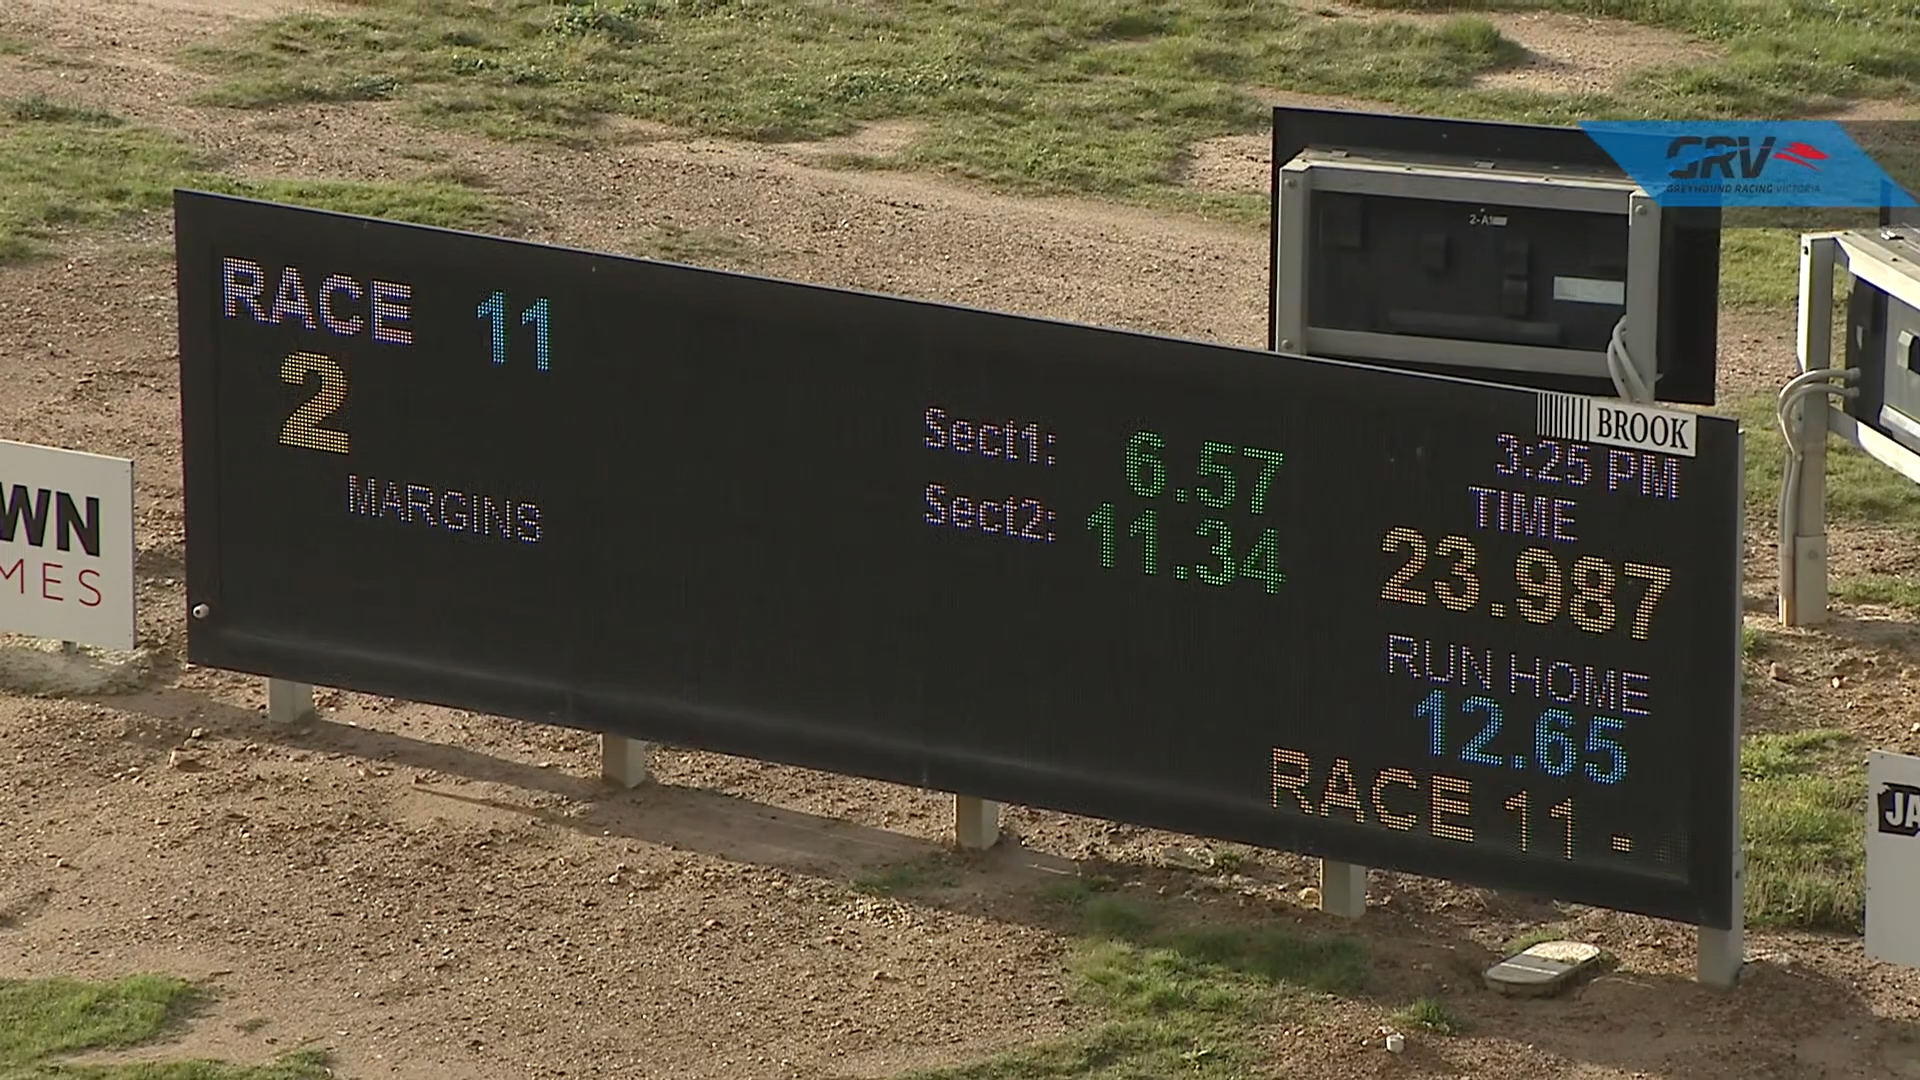 GRV
GREYHOUND RACING VICTORIA
2-A1
BROOK
RACE 11
2
MARGINS
Sect1: 6.57
Sect2: 11.34
3:25 PM
TIME
23.987
RUN HOME
12.65
RACE 11 -
WN
MES
JA